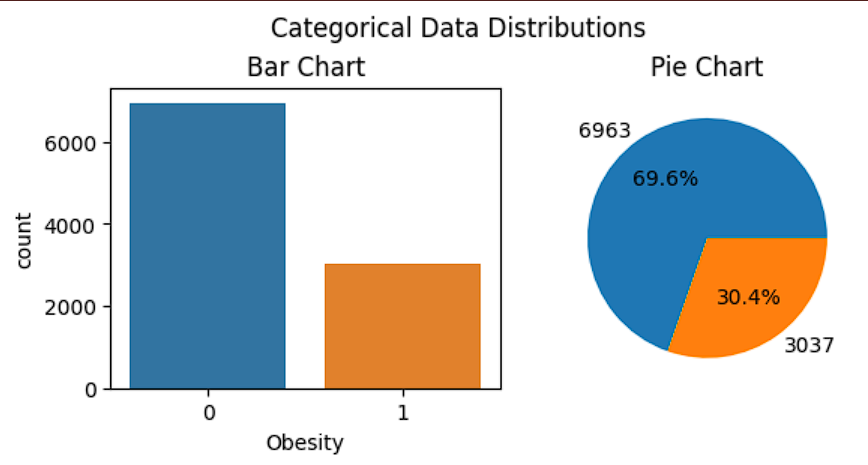 Categorical Data Distributions
Bar Chart
6000
4000
2000
0
count
0 1
Obesity
Pie Chart
6963
69.6%
30.4%
3037